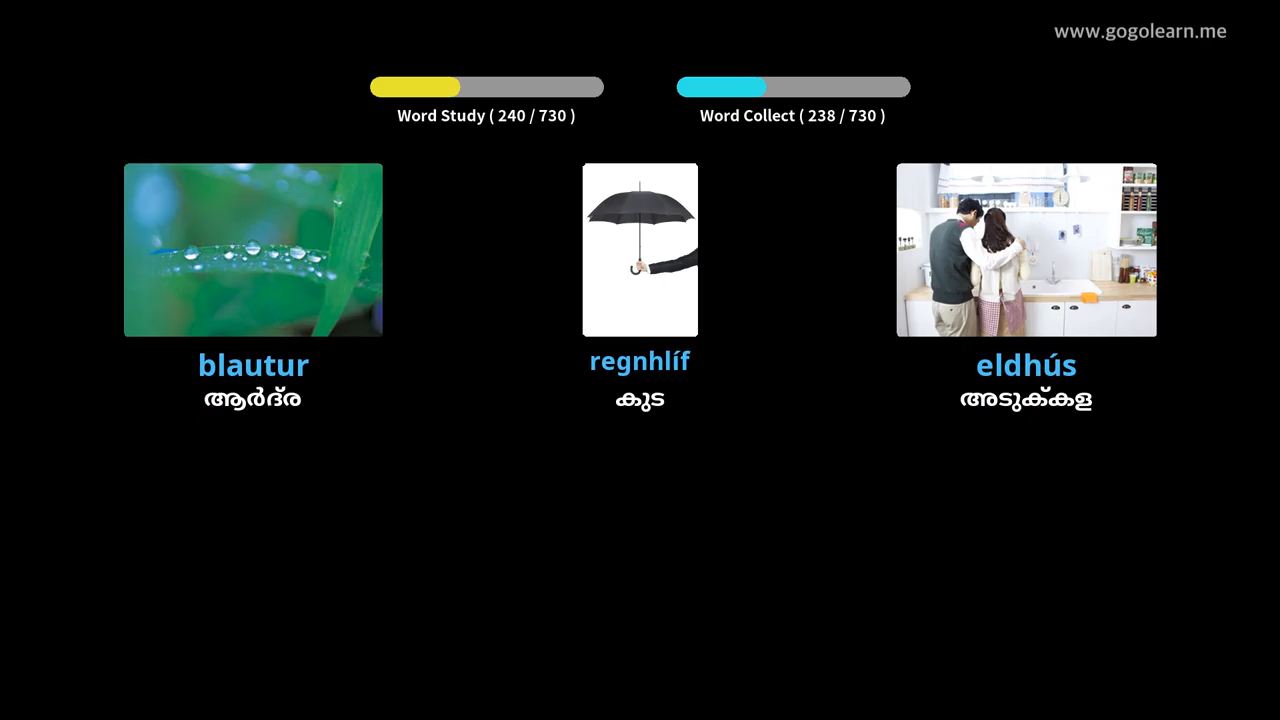 www.gogolearn.me
Word Study ( 240 / 730 )
Word Collect ( 238 / 730 )
blautur
ആർദ്ര
regnhlíf
കുട
eldhús
അടുക്കള